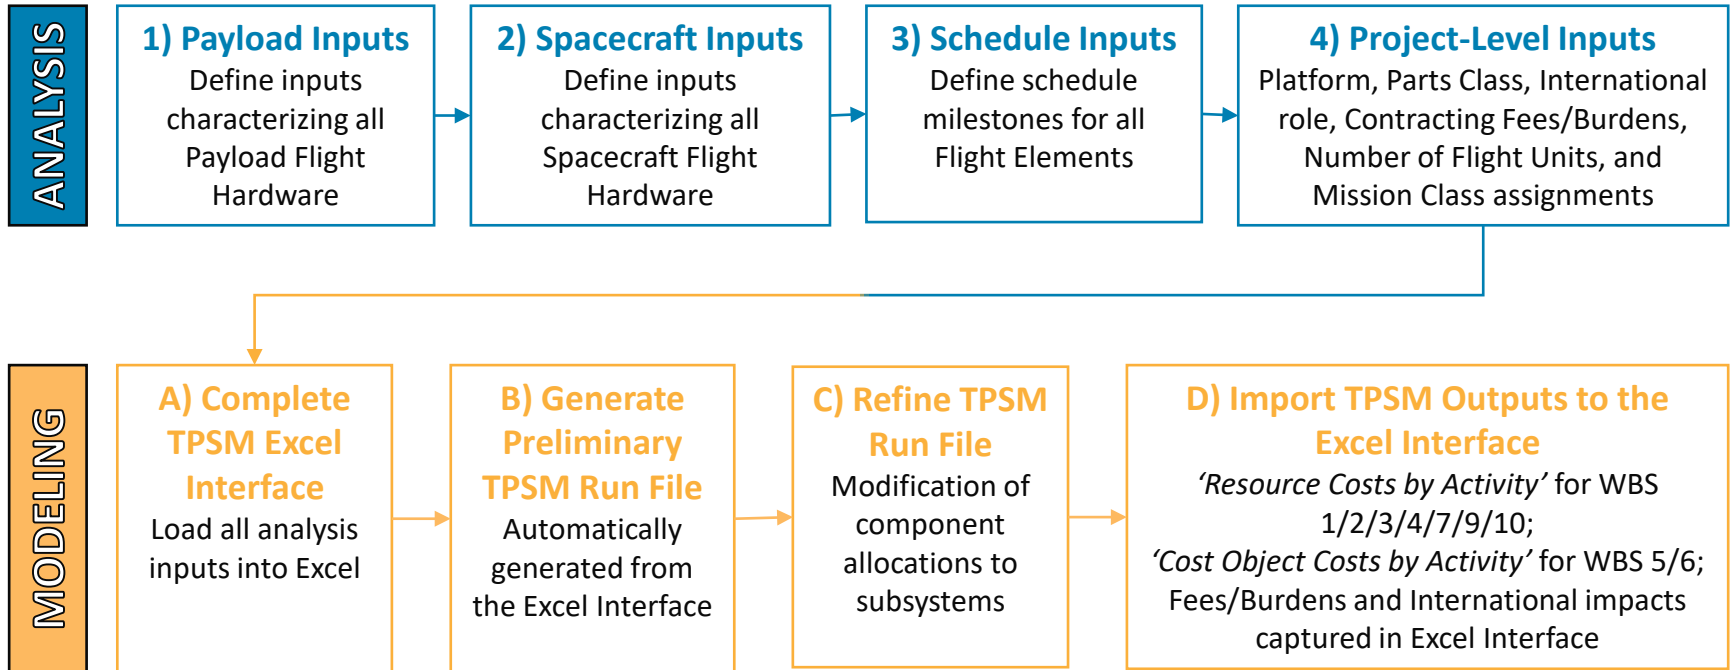 ANALYSIS
1) Payload Inputs
Define inputs
characterizing all
Payload Flight
Hardware
2) Spacecraft Inputs
Define inputs
characterizing all
Spacecraft Flight
Hardware
3) Schedule Inputs
Define schedule
milestones for all
Flight Elements
4) Project-Level Inputs
Platform, Parts Class, International
role, Contracting Fees/Burdens,
Number of Flight Units, and
Mission Class assignments
MODELING
A) Complete
TPSM Excel
Interface
Load all analysis
inputs into Excel
B) Generate
Preliminary
TPSM Run File
Automatically
generated from
the Excel Interface
C) Refine TPSM
Run File
Modification of
component
allocations to
subsystems
D) Import TPSM Outputs to the
Excel Interface
‘Resource Costs by Activity’ for WBS
1/2/3/4/7/9/10;
‘Cost Object Costs by Activity’ for WBS 5/6;
Fees/Burdens and International impacts
captured in Excel Interface